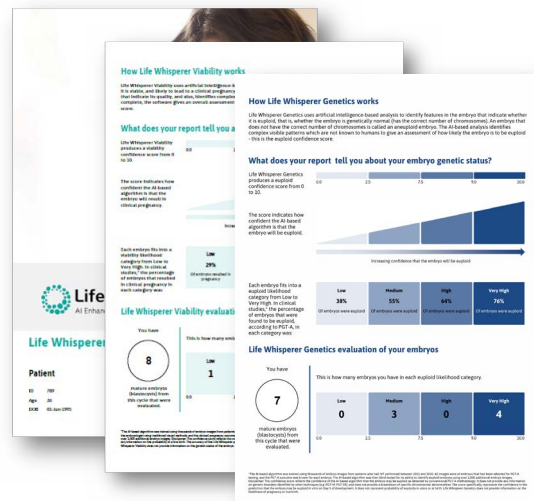 Life
AI Enhan
Life Whisperer
Patient
ID 789
Age 26
DOB 01-Jan-1995
How Life Whisperer Viability works
Life Whisperer Viability uses artificial intelligence-b
it is viable, and likely to lead to a clinical pregnancy
that indicate its quality, and also, identifies complex
complete, the software gives an overall assessment
score.
What does your report tell you a
Life Whisperer Viability
produces a viability
confidence score from 0
to 10.
0.0
The score indicates how
confident the AI-based
algorithm is that the
embryo will result in
clinical pregnancy
Increa
Each embryo fits into a
viability likelihood
category from Low to
Very High. In clinical
studies,¹ the percentage
of embryos that resulted
in clinical pregnancy in
each category was
Low
29%
Of embryos resulted in
pregnancy
Life Whisperer Viability evaluati
You have
8
mature embryos
(blastocysts) from
this cycle that were
evaluated.
This is how many emb
Low
1
How Life Whisperer Genetics works
Life Whisperer Genetics uses artificial intelligence-based analysis to identify features in the embryo that indicate whether
it is euploid, that is, whether the embryo is genetically normal (has the correct number of chromosomes). An embryo that
does not have the correct number of chromosomes is called an aneuploid embryo. The AI-based analysis identifies
complex visible patterns which are not known to humans to give an assessment of how likely the embryo is to be euploid
- this is the euploid confidence score.
What does your report tell you about your embryo genetic status?
Life Whisperer Genetics
produces a euploid
confidence score from 0
to 10.
0.0 2.5 7.5 9.0 10.0
The score indicates how
confident the AI-based
algorithm is that the
embryo will be euploid.
Increasing confidence that the embryo will be euploid
Each embryo fits into a
euploid likelihood
category from Low to
Very High. In clinical
studies,¹ the percentage
of embryos that were
found to be euploid,
according to PGT-A, in
each category was
Low Medium High Very High
38% 55% 64% 76%
Of embryos were euploid Of embryos were euploid Of embryos were euploid Of embryos were euploid
Life Whisperer Genetics evaluation of your embryos
You have
7
mature embryos
(blastocysts) from
this cycle that were
evaluated.
This is how many embryos you have in each euploid likelihood category.
Low Medium High Very High
0 3 0 4